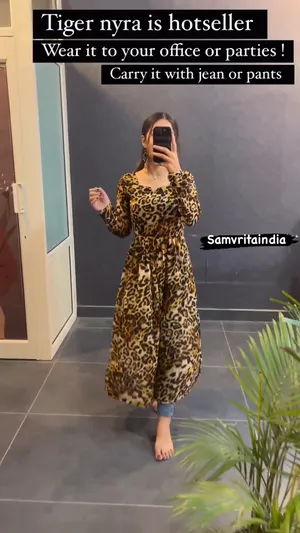 Tiger nyra is hotseller
Wear it to your office or parties !
Carry it with jean or pants
Samvritaindia